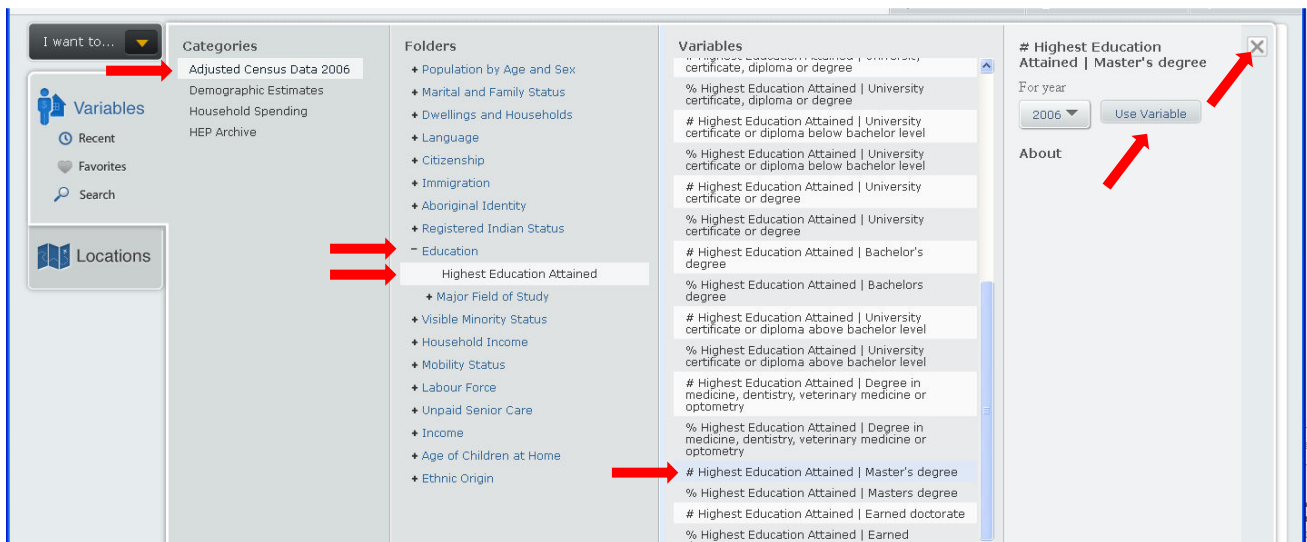 I want to...
Variables
Recent
Favorites
Search
Locations
Categories
Adjusted Census Data 2006
Demographic Estimates
Household Spending
HEP Archive
Folders
+ Population by Age and Sex
+ Marital and Family Status
+ Dwellings and Households
+ Language
+ Citizenship
+ Immigration
+ Aboriginal Identity
+ Registered Indian Status
- Education
Highest Education Attained
+ Major Field of Study
+ Visible Minority Status
+ Household Income
+ Mobility Status
+ Labour Force
+ Unpaid Senior Care
+ Income
+ Age of Children at Home
+ Ethnic Origin
Variables
# Highest Education Attained | University
certificate, diploma or degree
% Highest Education Attained | University
certificate, diploma or degree
# Highest Education Attained | University
certificate or diploma below bachelor level
% Highest Education Attained | University
certificate or diploma below bachelor level
# Highest Education Attained | University
certificate or degree
% Highest Education Attained | University
certificate or degree
# Highest Education Attained | Bachelor's
degree
% Highest Education Attained | Bachelors
degree
# Highest Education Attained | University
certificate or diploma above bachelor level
% Highest Education Attained | University
certificate or diploma above bachelor level
# Highest Education Attained | Degree in
medicine, dentistry, veterinary medicine or
optometry
% Highest Education Attained | Degree in
medicine, dentistry, veterinary medicine or
optometry
# Highest Education Attained | Master's degree
% Highest Education Attained | Masters degree
# Highest Education Attained | Earned doctorate
% Highest Education Attained | Earned
# Highest Education
Attained | Master's degree
For year
2006
Use Variable
About